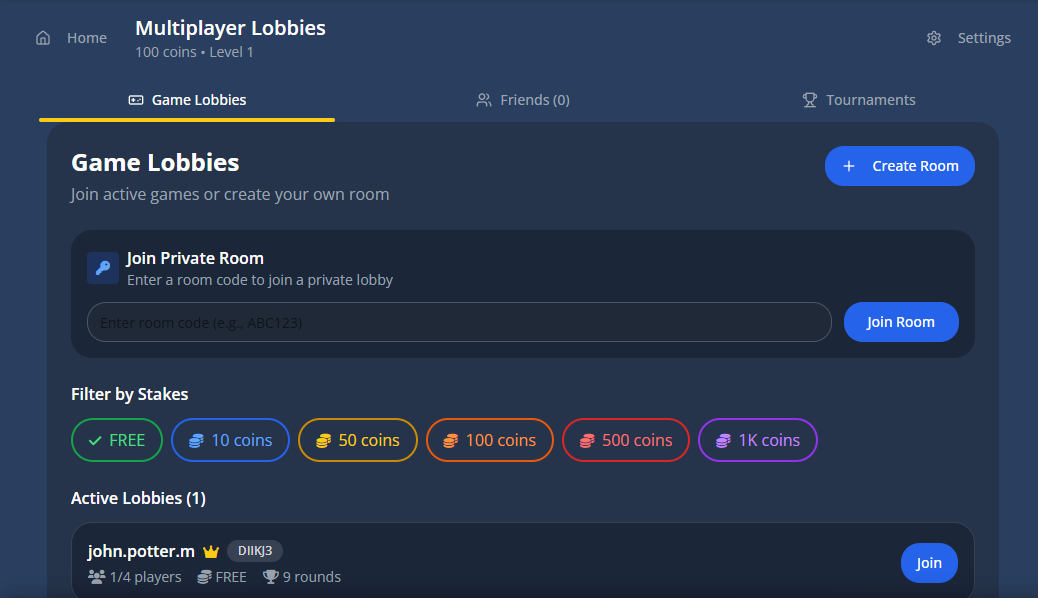 Home
Multiplayer Lobbies
100 coins • Level 1
Settings
Game Lobbies
Friends (0)
Tournaments
Game Lobbies
Join active games or create your own room
Create Room
Join Private Room
Enter a room code to join a private lobby
Enter room code (e.g., ABC123)
Join Room
Filter by Stakes
FREE
10 coins
50 coins
100 coins
500 coins
1K coins
Active Lobbies (1)
john.potter.m
DIIKJ3
1/4 players
FREE
9 rounds
Join